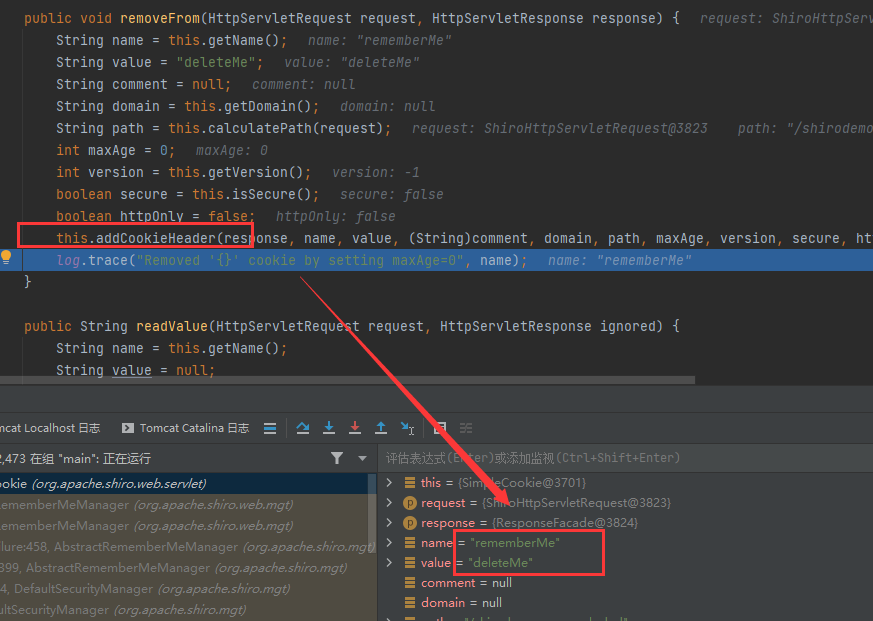 public void removeFrom(HttpServletRequest request, HttpServletResponse response) {   request: ShiroHttpServ
String name = this.getName();   name: "rememberMe"
String value = "deleteMe";   value: "deleteMe"
String comment = null;   comment: null
String domain = this.getDomain();   domain: null
String path = this.calculatePath(request);   request: ShiroHttpServletRequest@3823   path: "/shirodemo
int maxAge = 0;   maxAge: 0
int version = this.getVersion();   version: -1
boolean secure = this.isSecure();   secure: false
boolean httpOnly = false;   httpOnly: false
this.addCookieHeader(response, name, value, (String)comment, domain, path, maxAge, version, secure, ht
log.trace("Removed '{}' cookie by setting maxAge=0", name);   name: "rememberMe"
}
public String readValue(HttpServletRequest request, HttpServletResponse ignored) {
String name = this.getName();
String value = null;
mcat Localhost 日志   Tomcat Catalina 日志
2,473 在组 "main": 正在运行
评估表达式(Enter)或添加监视(Ctrl+Shift+Enter)
ookie (org.apache.shiro.web.servlet)
ememberMeManager (org.apache.shiro.web.mgt)
ememberMeManager (org.apache.shiro.web.mgt)
lure:458, AbstractRememberMeManager (org.apache.shiro.mgt)
399, AbstractRememberMeManager (org.apache.shiro.mgt)
4, DefaultSecurityManager (org.apache.shiro.mgt)
ultSecurityManager (org.apache.shiro.mgt)
this = {SimpleCookie@3701}
request = {ShiroHttpServletRequest@3823}
response = {ResponseFacade@3824}
name = "rememberMe"
value = "deleteMe"
comment = null
domain = null